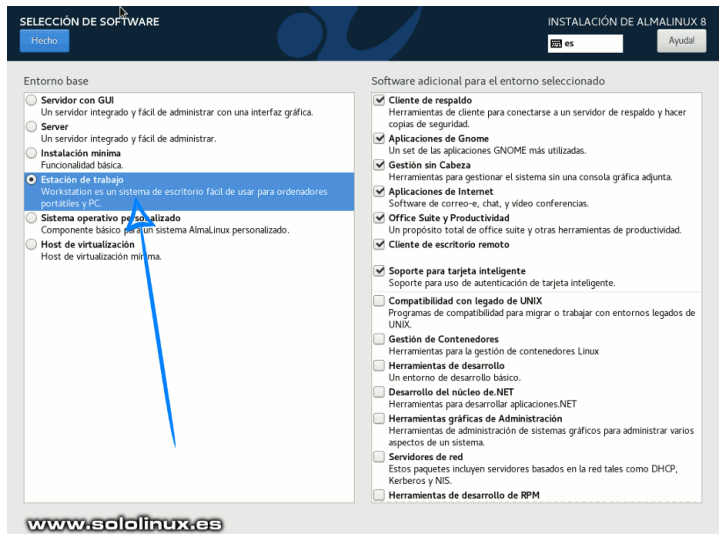 SELECCIÓN DE SOFTWARE
Hecho
INSTALACIÓN DE ALMALINUX 8
es
Ayuda!
Entorno base
Servidor con GUI
Un servidor integrado y fácil de administrar con una interfaz gráfica.
Server
Un servidor integrado y fácil de administrar.
Instalación mínima
Funcionalidad básica.
Estación de trabajo
Workstation es un sistema de escritorio fácil de usar para ordenadores
portátiles y PC.
Sistema operativo personalizado
Componente básico para un sistema AlmaLinux personalizado.
Host de virtualización
Host de virtualización mínima.
Software adicional para el entorno seleccionado
Cliente de respaldo
Herramientas de cliente para conectarse a un servidor de respaldo y hacer
copias de seguridad.
Aplicaciones de Gnome
Un set de las aplicaciones GNOME más utilizadas.
Gestión sin Cabeza
Herramientas para gestionar el sistema sin una consola gráfica adjunta.
Aplicaciones de Internet
Software de correo-e, chat, y vídeo conferencias.
Office Suite y Productividad
Un propósito total de office suite y otras herramientas de productividad.
Cliente de escritorio remoto
Soporte para tarjeta inteligente
Soporte para uso de autenticación de tarjeta inteligente.
Compatibilidad con legado de UNIX
Programas de compatibilidad para migrar o trabajar con entornos legados de
UNIX.
Gestión de Contenedores
Herramientas para la gestión de contenedores Linux
Herramientas de desarrollo
Un entorno de desarrollo básico.
Desarrollo del núcleo de.NET
Herramientas para desarrollar aplicaciones.NET
Herramientas gráficas de Administración
Herramientas de administración de sistemas gráficos para administrar varios
aspectos de un sistema.
Servidores de red
Estos paquetes incluyen servidores basados en la red tales como DHCP,
Kerberos y NIS.
Herramientas de desarrollo de RPM
www.sololinux.es